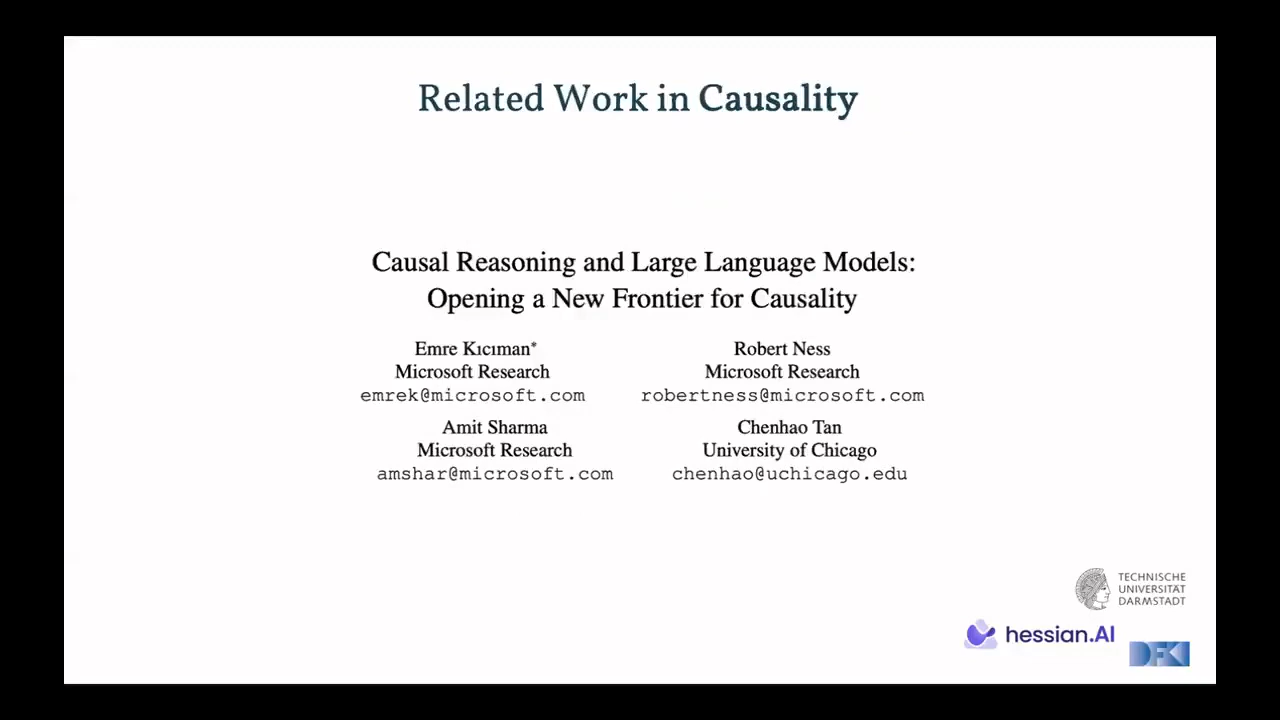 Related Work in Causality
Causal Reasoning and Large Language Models:
Opening a New Frontier for Causality
Emre Kıcıman*
Microsoft Research
emrek@microsoft.com
Robert Ness
Microsoft Research
robertness@microsoft.com
Amit Sharma
Microsoft Research
amshar@microsoft.com
Chenhao Tan
University of Chicago
chenhao@uchicago.edu
TECHNISCHE
UNIVERSITÄT
DARMSTADT
hessian.AI
DFKI